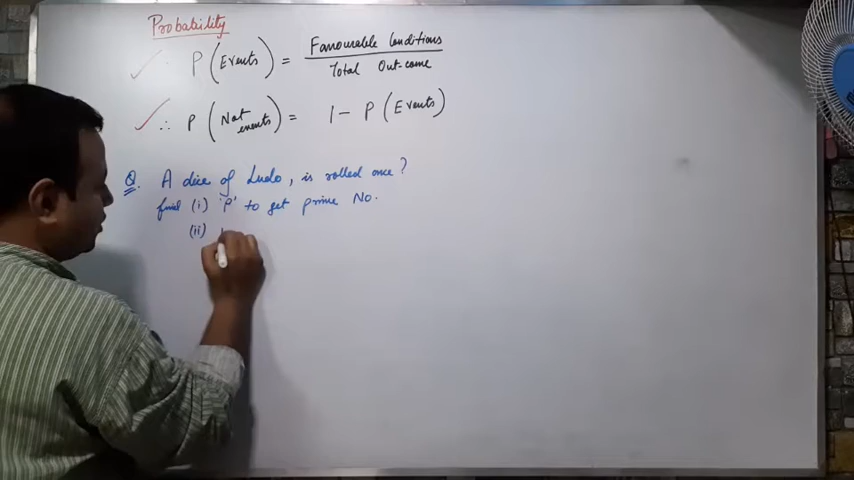 Probability
P (Events) = Favourable Conditions / Total Out-come
∴ P (Not events) = 1 - P (Events)
Q. A dice of Ludo, is rolled once ?
find (i) 'P' to get prime No.
(ii)